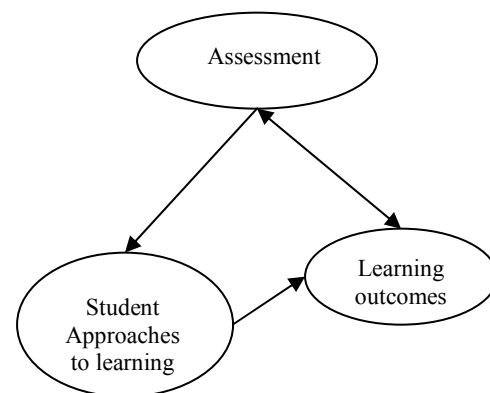 Assessment
Learning
outcomes
Student
Approaches
to learning